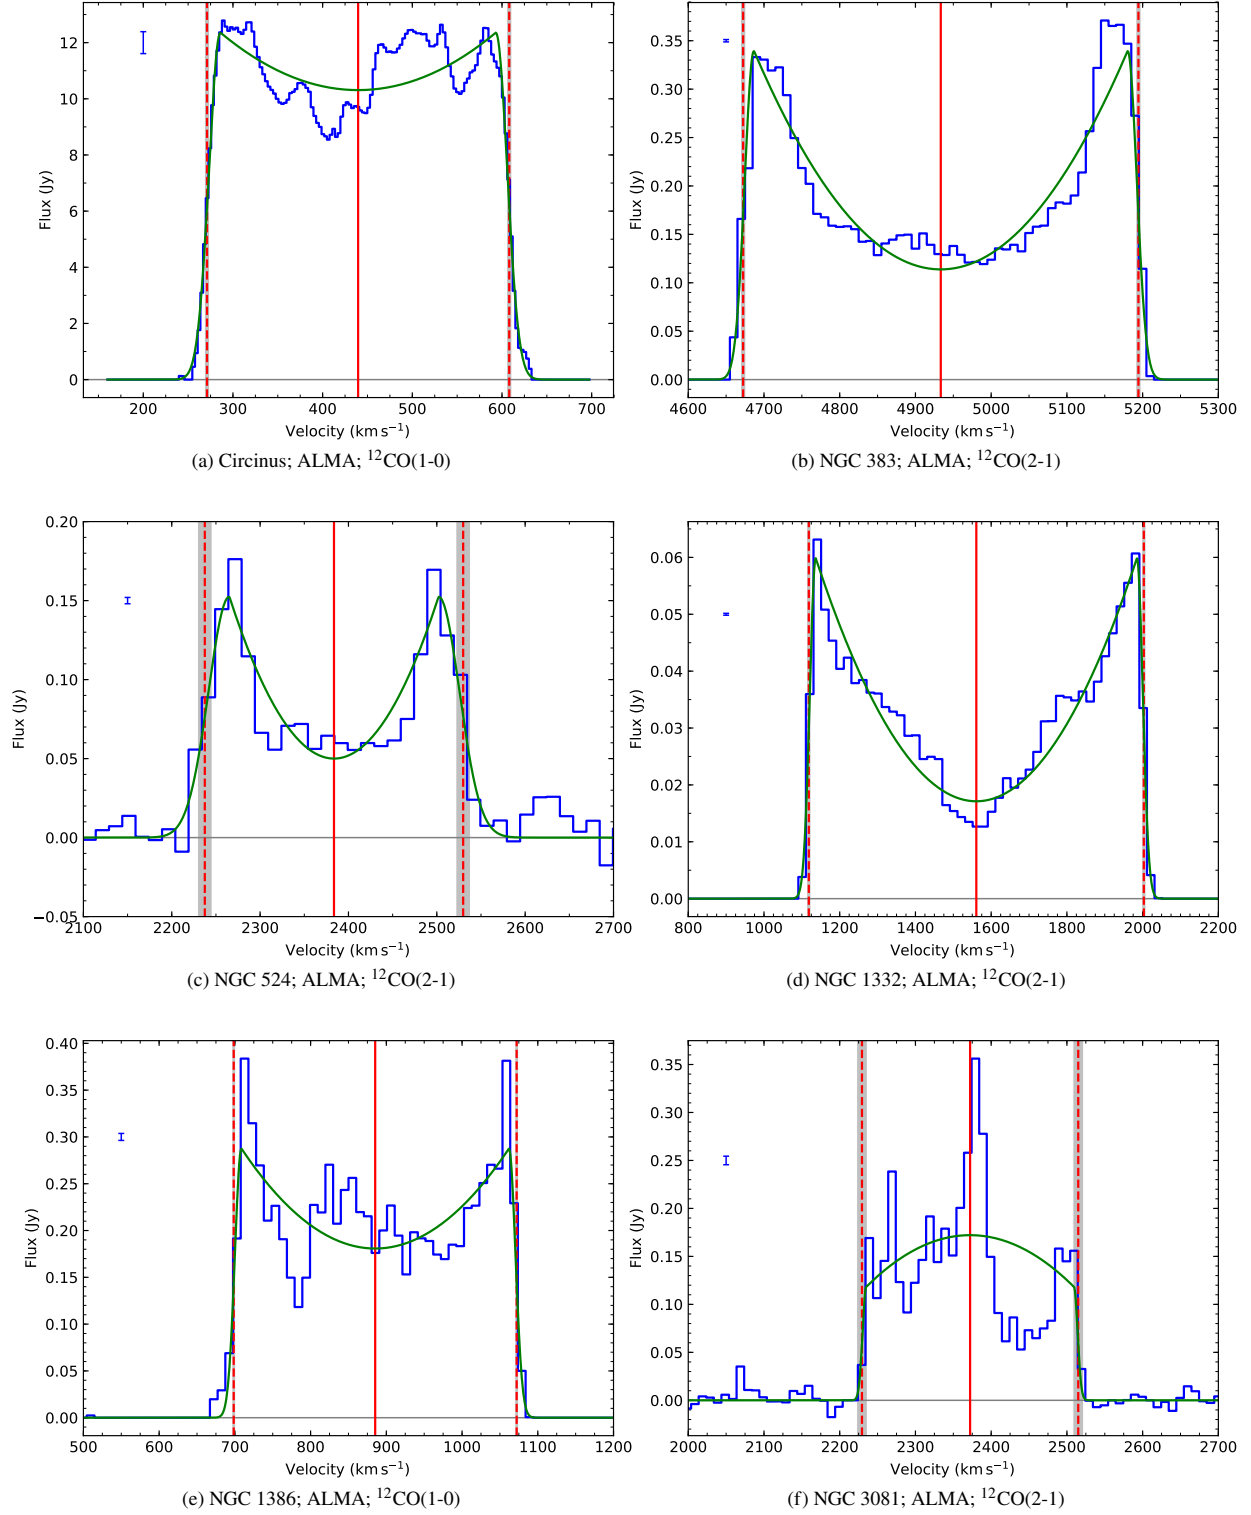 12
10
8
6
4
2
0
Flux (Jy)
200 300 400 500 600 700
Velocity (km s⁻¹)
(a) Circinus; ALMA; ¹²CO(1-0)
0.35
0.30
0.25
0.20
0.15
0.10
0.05
0.00
Flux (Jy)
4600 4700 4800 4900 5000 5100 5200 5300
Velocity (km s⁻¹)
(b) NGC 383; ALMA; ¹²CO(2-1)
0.20
0.15
0.10
0.05
0.00
−0.05
Flux (Jy)
2100 2200 2300 2400 2500 2600 2700
Velocity (km s⁻¹)
(c) NGC 524; ALMA; ¹²CO(2-1)
0.06
0.05
0.04
0.03
0.02
0.01
0.00
Flux (Jy)
800 1000 1200 1400 1600 1800 2000 2200
Velocity (km s⁻¹)
(d) NGC 1332; ALMA; ¹²CO(2-1)
0.40
0.35
0.30
0.25
0.20
0.15
0.10
0.05
0.00
Flux (Jy)
500 600 700 800 900 1000 1100 1200
Velocity (km s⁻¹)
(e) NGC 1386; ALMA; ¹²CO(1-0)
0.35
0.30
0.25
0.20
0.15
0.10
0.05
0.00
Flux (Jy)
2000 2100 2200 2300 2400 2500 2600 2700
Velocity (km s⁻¹)
(f) NGC 3081; ALMA; ¹²CO(2-1)